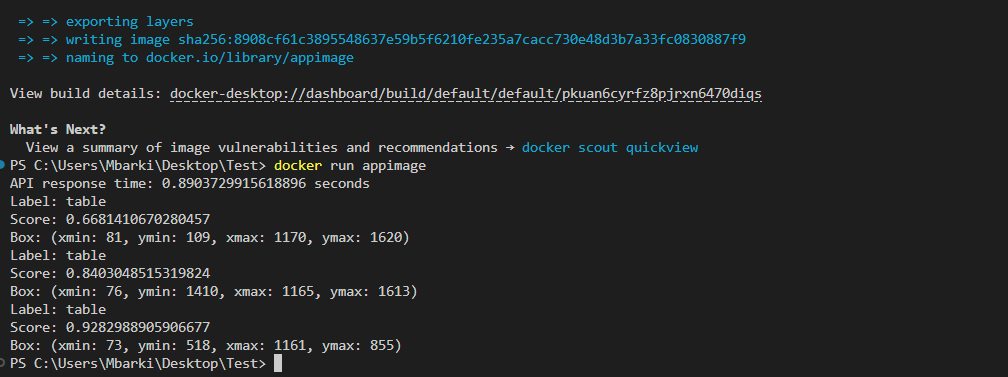 => => exporting layers
=> => writing image sha256:8908cf61c3895548637e59b5f6210fe235a7cacc730e48d3b7a33fc0830887f9
=> => naming to docker.io/library/appimage
View build details: docker-desktop://dashboard/build/default/default/pkuan6cyrfz8pjrxn6470diqs
What's Next?
View a summary of image vulnerabilities and recommendations → docker scout quickview
PS C:\Users\Mbarki\Desktop\Test> docker run appimage
API response time: 0.8903729915618896 seconds
Label: table
Score: 0.6681410670280457
Box: (xmin: 81, ymin: 109, xmax: 1170, ymax: 1620)
Label: table
Score: 0.8403048515319824
Box: (xmin: 76, ymin: 1410, xmax: 1165, ymax: 1613)
Label: table
Score: 0.9282988905906677
Box: (xmin: 73, ymin: 518, xmax: 1161, ymax: 855)
PS C:\Users\Mbarki\Desktop\Test>